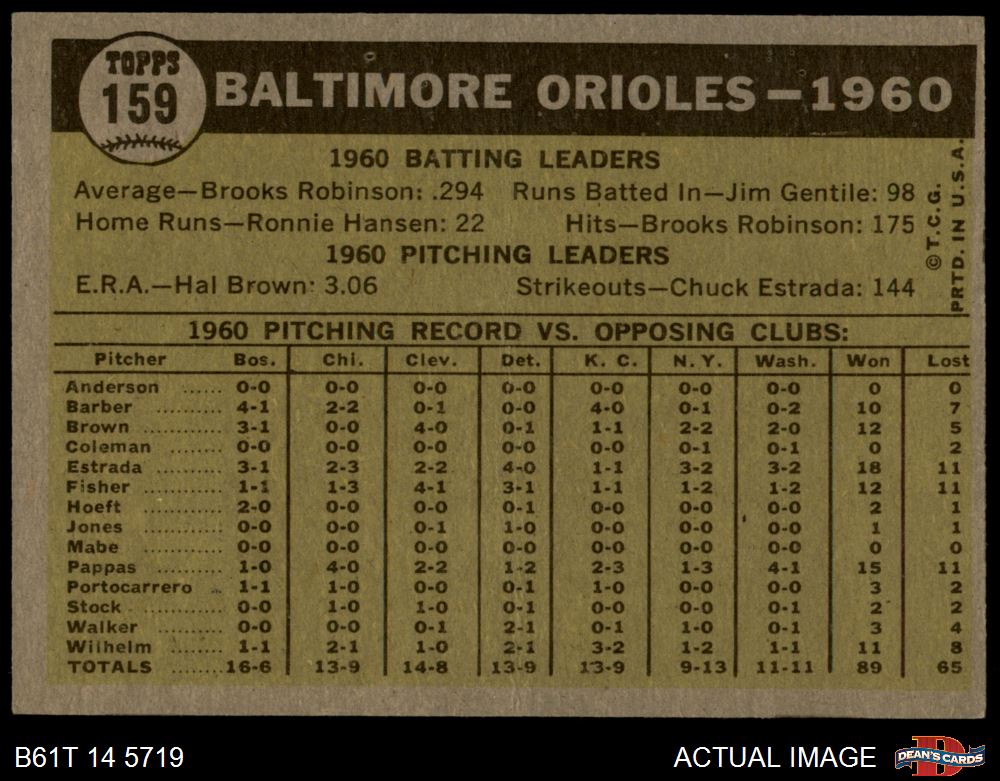 TOPPS
159
BALTIMORE ORIOLES—1960
1960 BATTING LEADERS
Average—Brooks Robinson: .294 Runs Batted In—Jim Gentile: 98
Home Runs—Ronnie Hansen: 22 Hits—Brooks Robinson: 175
1960 PITCHING LEADERS
E.R.A.—Hal Brown: 3.06 Strikeouts—Chuck Estrada: 144
© T.C.G.
PRTD. IN U.S.A.
1960 PITCHING RECORD VS. OPPOSING CLUBS:
Pitcher Bos. Chi. Clev. Det. K. C. N. Y. Wash. Won Lost
Anderson ...... 0-0 0-0 0-0 0-0 0-0 0-0 0-0 0 0
Barber .......... 4-1 2-2 0-1 0-0 4-0 0-1 0-2 10 7
Brown ............ 3-1 0-0 4-0 0-1 1-1 2-2 2-0 12 5
Coleman ........ 0-0 0-0 0-0 0-0 0-0 0-1 0-1 0 2
Estrada .......... 3-1 2-3 2-2 4-0 1-1 3-2 3-2 18 11
Fisher ............ 1-1 1-3 4-1 3-1 1-1 1-2 1-2 12 11
Hoeft ............ 2-0 0-0 0-0 0-1 0-0 0-0 0-0 2 1
Jones ............ 0-0 0-0 0-1 1-0 0-0 0-0 0-0 1 1
Mabe ............ 0-0 0-0 0-0 0-0 0-0 0-0 0-0 0 0
Pappas .......... 1-0 4-0 2-2 1-2 2-3 1-3 4-1 15 11
Portocarrero .. 1-1 1-0 0-0 0-1 1-0 0-0 0-0 3 2
Stock ............ 0-0 1-0 1-0 0-1 0-0 0-0 0-1 2 2
Walker .......... 0-0 0-0 0-1 2-1 0-1 1-0 0-1 3 4
Wilhelm ........ 1-1 2-1 1-0 2-1 3-2 1-2 1-1 11 8
TOTALS ........ 16-6 13-9 14-8 13-9 13-9 9-13 11-11 89 65
B61T 14 5719
ACTUAL IMAGE
D
DEAN'S CARDS